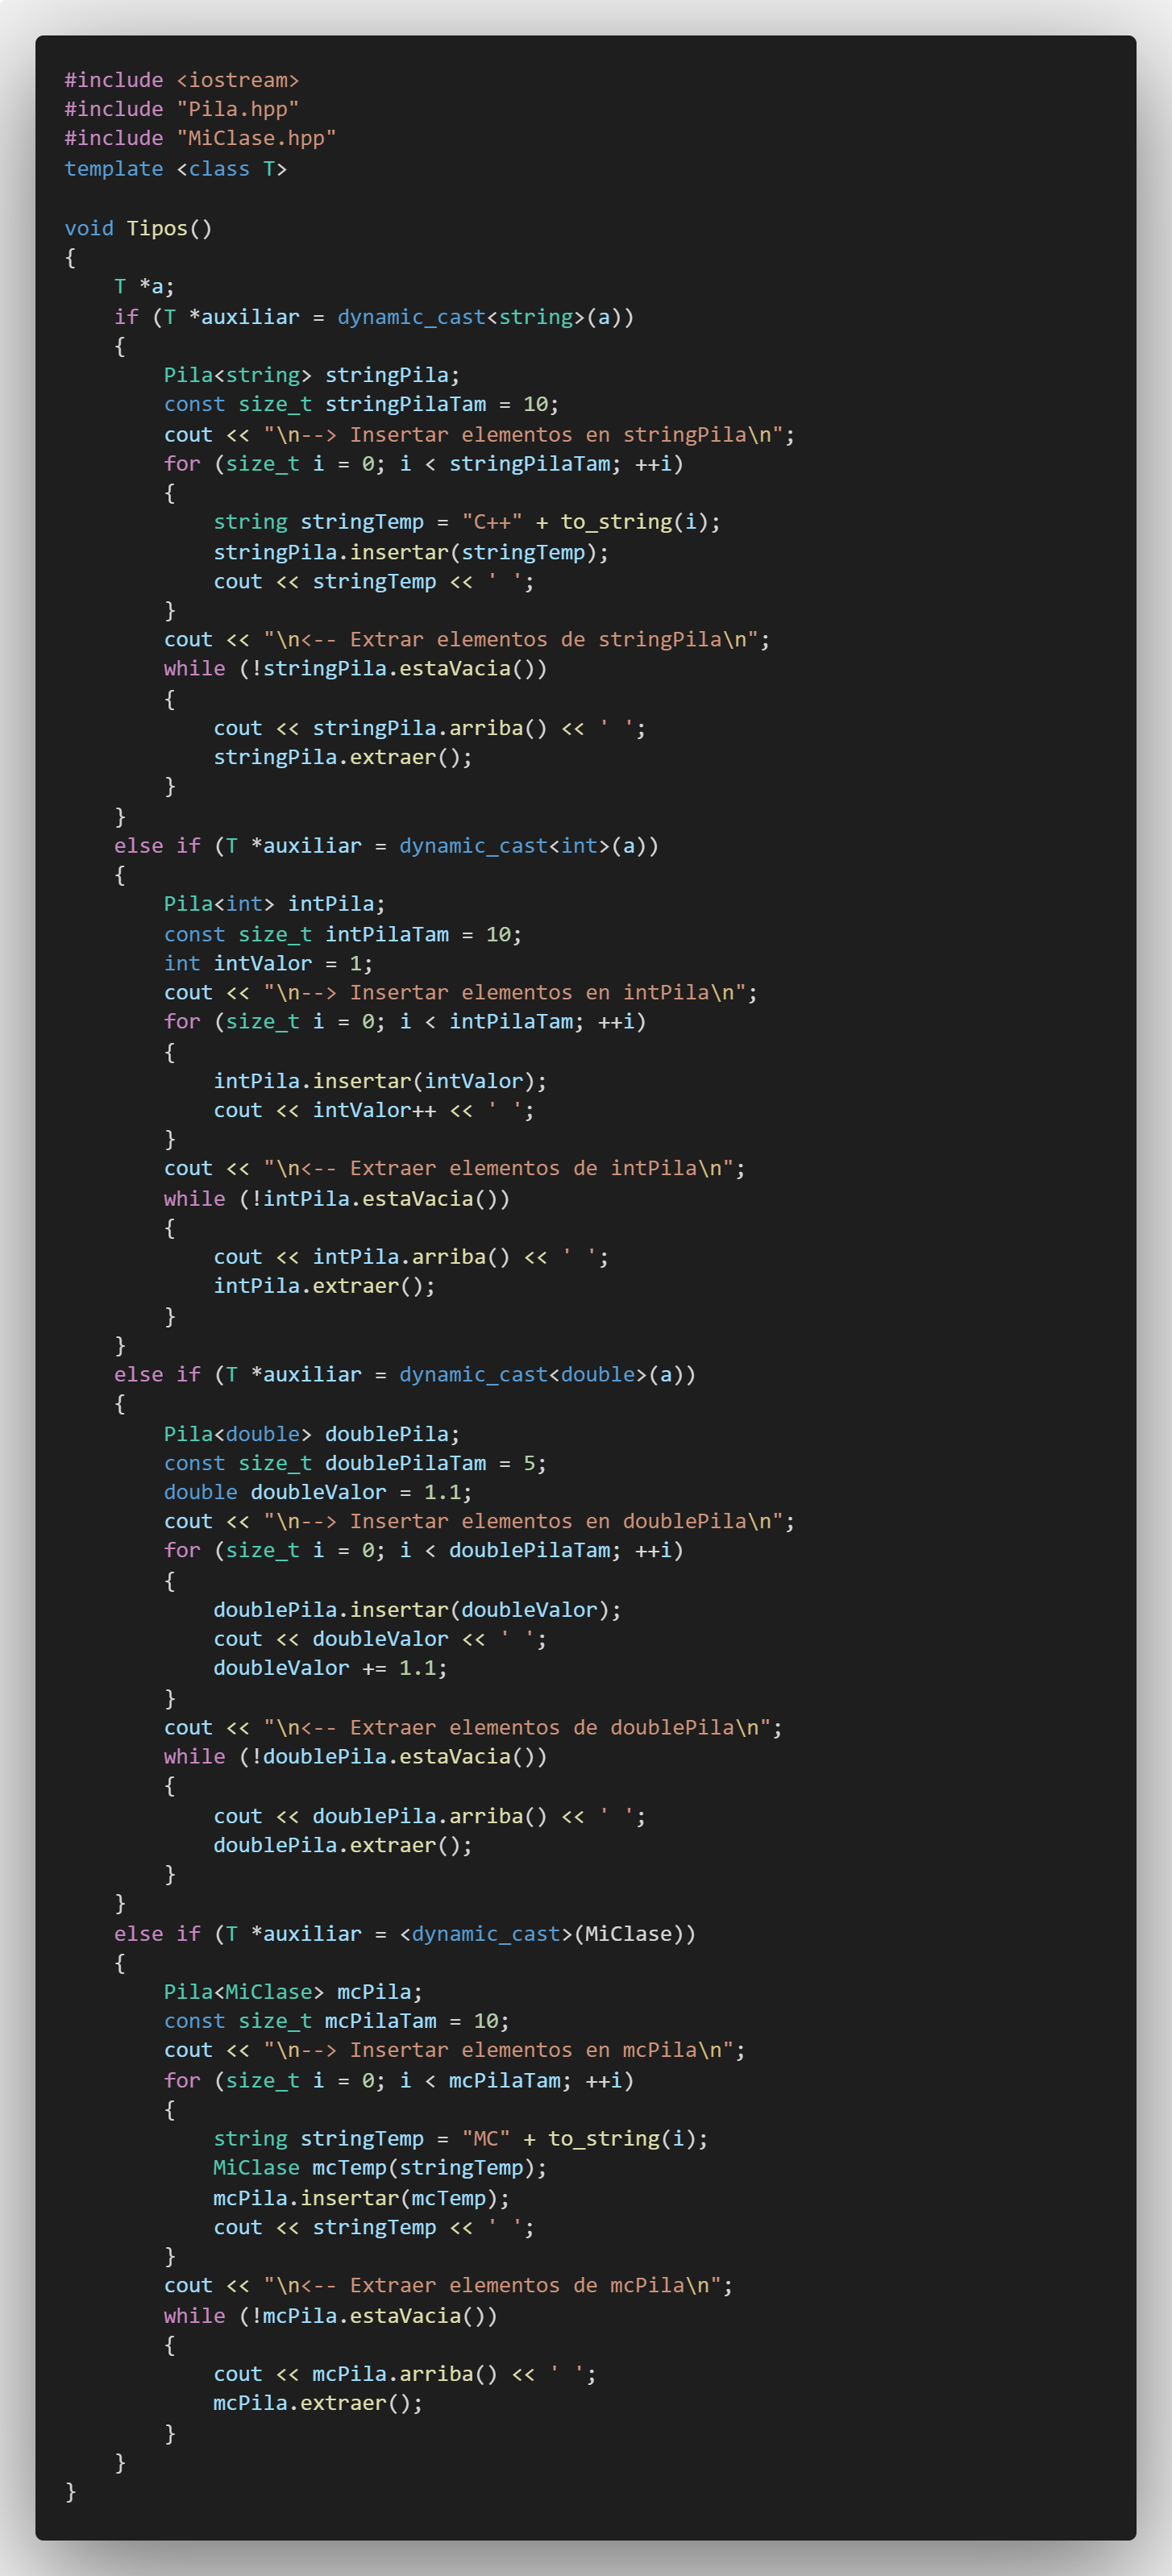 #include <iostream>
#include "Pila.hpp"
#include "MiClase.hpp"
template <class T>

void Tipos()
{
    T *a;
    if (T *auxiliar = dynamic_cast<string>(a))
    {
        Pila<string> stringPila;
        const size_t stringPilaTam = 10;
        cout << "\n--> Insertar elementos en stringPila\n";
        for (size_t i = 0; i < stringPilaTam; ++i)
        {
            string stringTemp = "C++" + to_string(i);
            stringPila.insertar(stringTemp);
            cout << stringTemp << ' ';
        }
        cout << "\n<-- Extrar elementos de stringPila\n";
        while (!stringPila.estaVacia())
        {
            cout << stringPila.arriba() << ' ';
            stringPila.extraer();
        }
    }
    else if (T *auxiliar = dynamic_cast<int>(a))
    {
        Pila<int> intPila;
        const size_t intPilaTam = 10;
        int intValor = 1;
        cout << "\n--> Insertar elementos en intPila\n";
        for (size_t i = 0; i < intPilaTam; ++i)
        {
            intPila.insertar(intValor);
            cout << intValor++ << ' ';
        }
        cout << "\n<-- Extraer elementos de intPila\n";
        while (!intPila.estaVacia())
        {
            cout << intPila.arriba() << ' ';
            intPila.extraer();
        }
    }
    else if (T *auxiliar = dynamic_cast<double>(a))
    {
        Pila<double> doublePila;
        const size_t doublePilaTam = 5;
        double doubleValor = 1.1;
        cout << "\n--> Insertar elementos en doublePila\n";
        for (size_t i = 0; i < doublePilaTam; ++i)
        {
            doublePila.insertar(doubleValor);
            cout << doubleValor << ' ';
            doubleValor += 1.1;
        }
        cout << "\n<-- Extraer elementos de doublePila\n";
        while (!doublePila.estaVacia())
        {
            cout << doublePila.arriba() << ' ';
            doublePila.extraer();
        }
    }
    else if (T *auxiliar = <dynamic_cast>(MiClase))
    {
        Pila<MiClase> mcPila;
        const size_t mcPilaTam = 10;
        cout << "\n--> Insertar elementos en mcPila\n";
        for (size_t i = 0; i < mcPilaTam; ++i)
        {
            string stringTemp = "MC" + to_string(i);
            MiClase mcTemp(stringTemp);
            mcPila.insertar(mcTemp);
            cout << stringTemp << ' ';
        }
        cout << "\n<-- Extraer elementos de mcPila\n";
        while (!mcPila.estaVacia())
        {
            cout << mcPila.arriba() << ' ';
            mcPila.extraer();
        }
    }
}